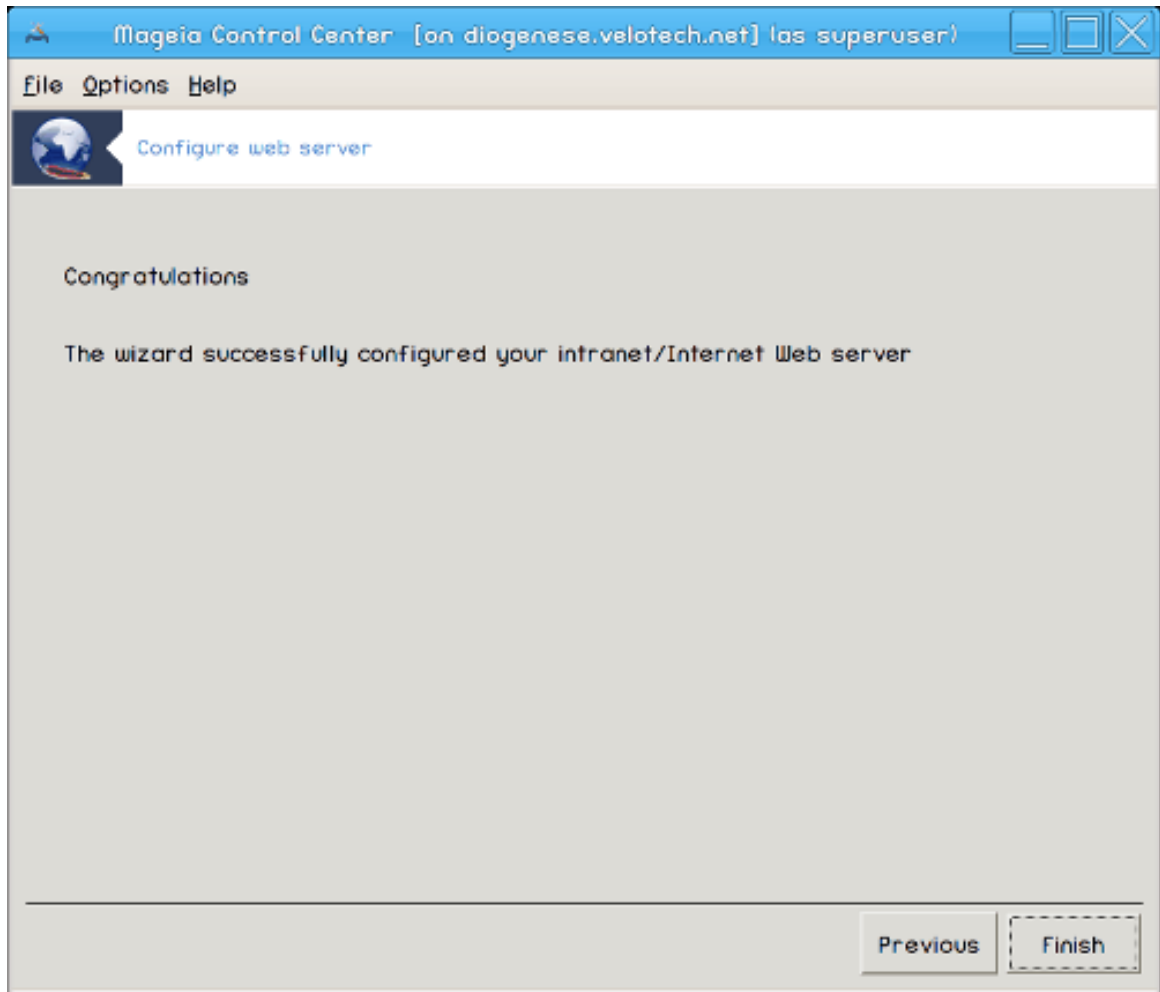 Mageia Control Center [on diogenese.velotech.net] (as superuser)
File Options Help
Configure web server
Congratulations
The wizard successfully configured your intranet/Internet Web server
Previous Finish